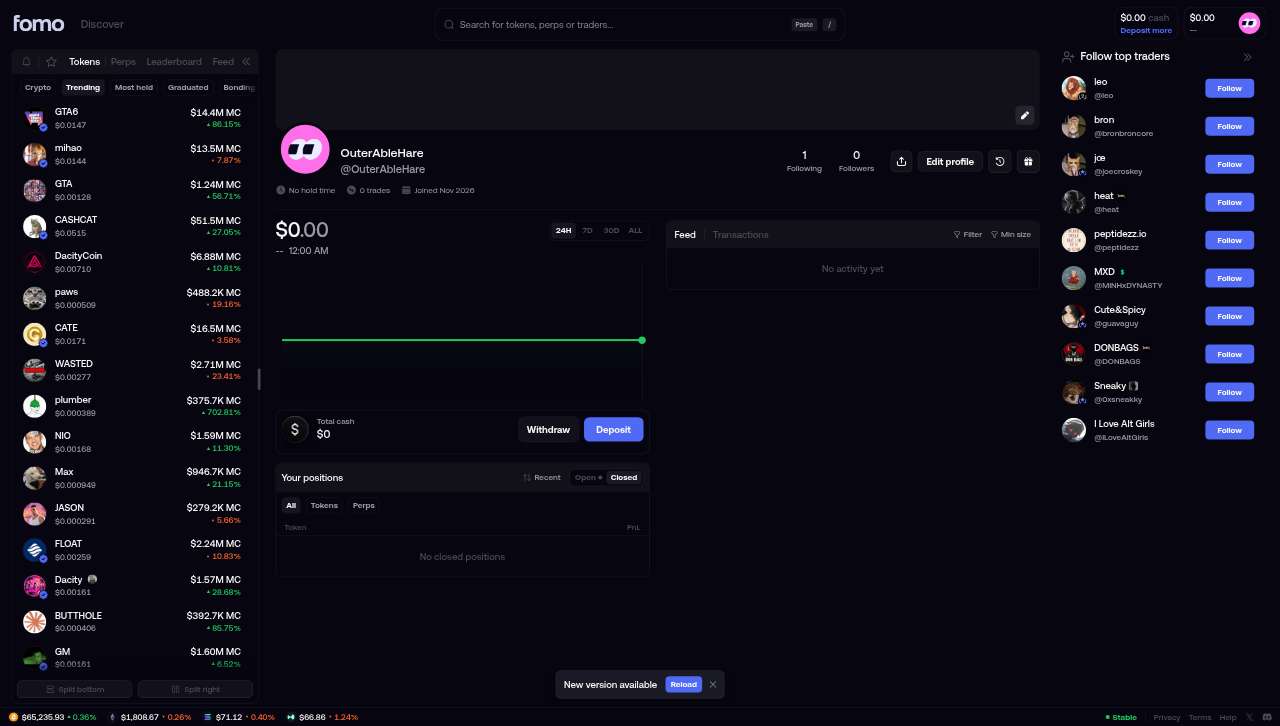 fomo Discover Search for tokens, perps or traders... Paste / $0.00 cash Deposit more $0.00 --
Tokens Perps Leaderboard Feed
Crypto Trending Most held Graduated Bonding
GTA6 $14.4M MC
$0.0147 86.15%
mihao $13.5M MC
$0.0144 7.87%
GTA $1.24M MC
$0.00128 56.71%
CASHCAT $51.5M MC
$0.0515 27.05%
DacityCoin $6.88M MC
$0.00710 10.81%
paws $488.2K MC
$0.000509 19.16%
CATE $16.5M MC
$0.0171 3.58%
WASTED $2.71M MC
$0.00277 23.41%
plumber $375.7K MC
$0.000389 702.81%
NIO $1.59M MC
$0.00168 11.30%
Max $946.7K MC
$0.000949 21.15%
JASON $279.2K MC
$0.000291 5.66%
FLOAT $2.24M MC
$0.00259 10.83%
Dacity $1.57M MC
$0.00161 28.68%
BUTTHOLE $392.7K MC
$0.000406 85.75%
GM $1.60M MC
$0.00161 6.52%
Split bottom Split right
OuterAbleHare
@OuterAbleHare
1 Following
0 Followers
Edit profile
No hold time 0 trades Joined Nov 2026
$0.00
-- 12:00 AM
24H 7D 30D ALL
Total cash
$0
Withdraw Deposit
Your positions Recent Open Closed
All Tokens Perps
Token PnL
No closed positions
Feed Transactions Filter Min size
No activity yet
Follow top traders
leo
@leo
Follow
bron
@bronbroncore
Follow
jœ
@joecroskey
Follow
heat
@heat
Follow
peptidezz.io
@peptidezz
Follow
MXD
@MINHxDYNASTY
Follow
Cute&Spicy
@guavaguy
Follow
DONBAGS
@DONBAGS
Follow
Sneaky
@0xsneakky
Follow
I Love Alt Girls
@ILoveAltGirls
Follow
New version available Reload
$65,235.93 0.36% $1,808.67 0.26% $71.12 0.40% $66.86 1.24%
Stable Privacy Terms Help